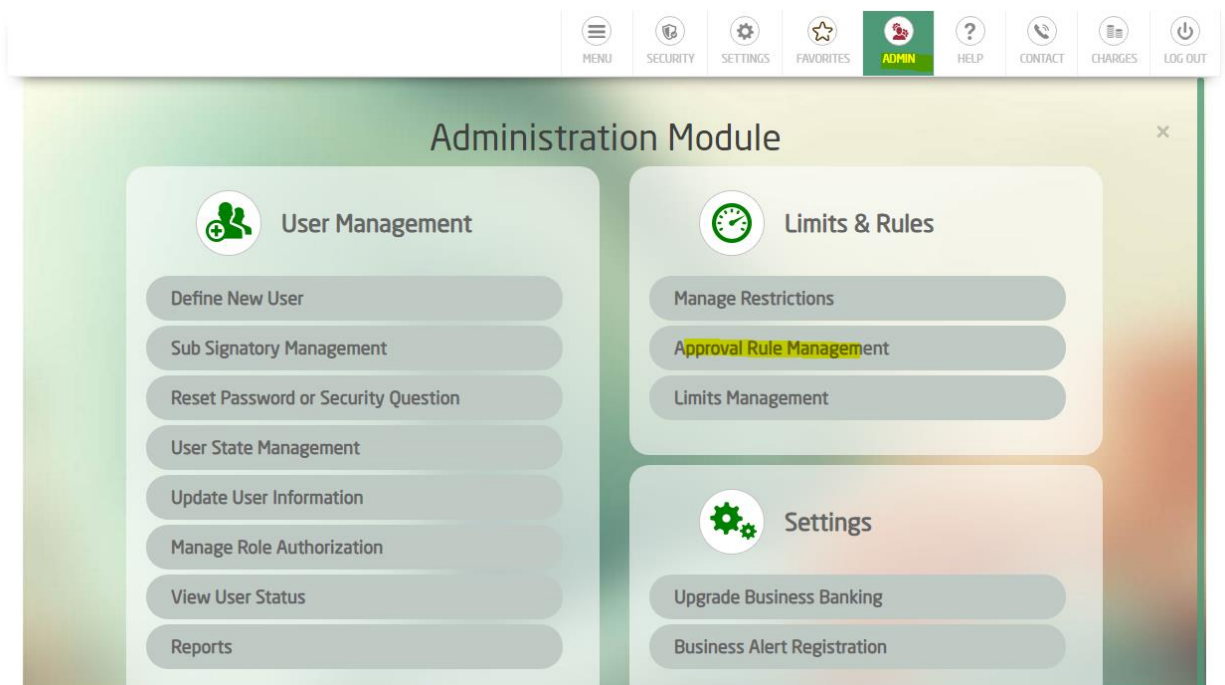 MENU SECURITY SETTINGS FAVORITES ADMIN HELP CONTACT CHARGES LOG OUT
Administration Module
User Management
Define New User
Sub Signatory Management
Reset Password or Security Question
User State Management
Update User Information
Manage Role Authorization
View User Status
Reports
Limits & Rules
Manage Restrictions
Approval Rule Management
Limits Management
Settings
Upgrade Business Banking
Business Alert Registration